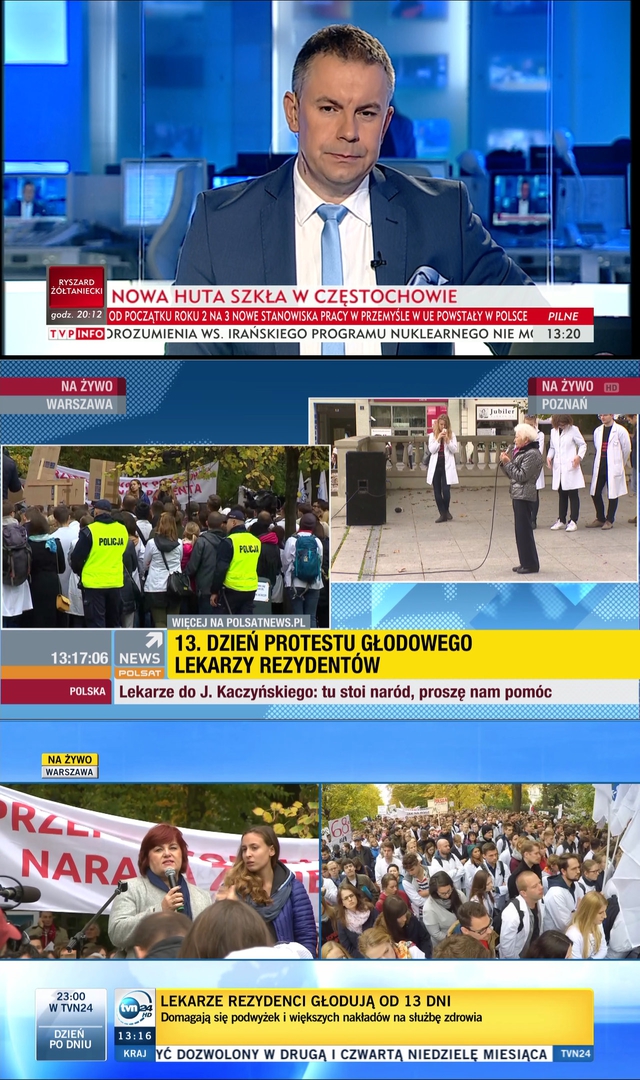 RYSZARD
ŻÓŁTANIECKI
godz. 20:12
NOWA HUTA SZKŁA W CZĘSTOCHOWIE
OD POCZĄTKU ROKU 2 NA 3 NOWE STANOWISKA PRACY W PRZEMYŚLE W UE POWSTAŁY W POLSCE
PILNE
TVP INFO
OROZUMIENIA WS. IRAŃSKIEGO PROGRAMU NUKLEARNEGO NIE MO
13:20
NA ŻYWO
WARSZAWA
NA ŻYWO HD
POZNAŃ
Jubiler
POLICJA
POLICJA
WIĘCEJ NA POLSATNEWS.PL
13:17:06
NEWS
POLSAT
13. DZIEŃ PROTESTU GŁODOWEGO
LEKARZY REZYDENTÓW
POLSKA
Lekarze do J. Kaczyńskiego: tu stoi naród, proszę nam pomóc
NA ŻYWO
WARSZAWA
NARA
68
23:00
W TVN24
DZIEŃ
PO DNIU
tvn24
HD
13:16
KRAJ
LEKARZE REZYDENCI GŁODUJĄ OD 13 DNI
Domagają się podwyżek i większych nakładów na służbę zdrowia
YĆ DOZWOLONY W DRUGĄ I CZWARTĄ NIEDZIELĘ MIESIĄCA
TVN24